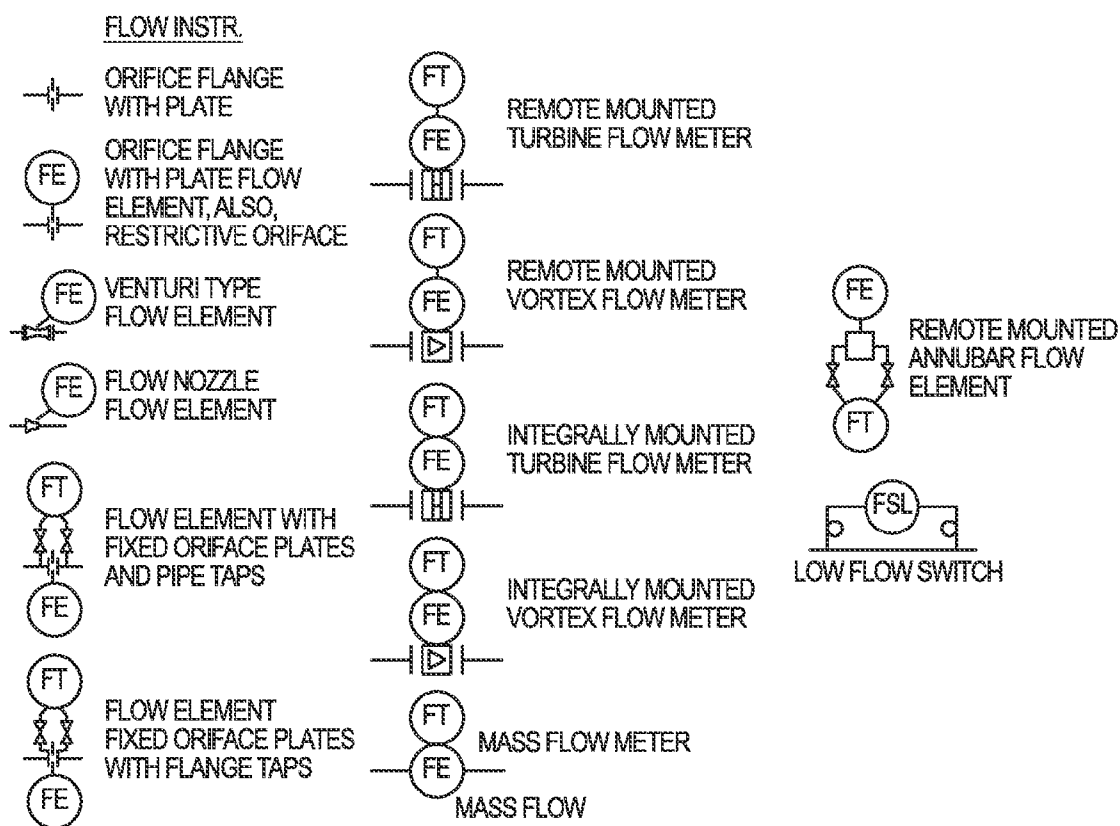 FLOW INSTR.
ORIFICE FLANGE
WITH PLATE
FE
ORIFICE FLANGE
WITH PLATE FLOW
ELEMENT, ALSO,
RESTRICTIVE ORIFACE
FE
VENTURI TYPE
FLOW ELEMENT
FE
FLOW NOZZLE
FLOW ELEMENT
FT
FE
FLOW ELEMENT WITH
FIXED ORIFACE PLATES
AND PIPE TAPS
FT
FE
FLOW ELEMENT
FIXED ORIFACE PLATES
WITH FLANGE TAPS
FT
FE
REMOTE MOUNTED
TURBINE FLOW METER
FT
FE
REMOTE MOUNTED
VORTEX FLOW METER
FT
FE
INTEGRALLY MOUNTED
TURBINE FLOW METER
FT
FE
INTEGRALLY MOUNTED
VORTEX FLOW METER
FT
FE
MASS FLOW METER
MASS FLOW
FE
FT
REMOTE MOUNTED
ANNUBAR FLOW
ELEMENT
FSL
LOW FLOW SWITCH